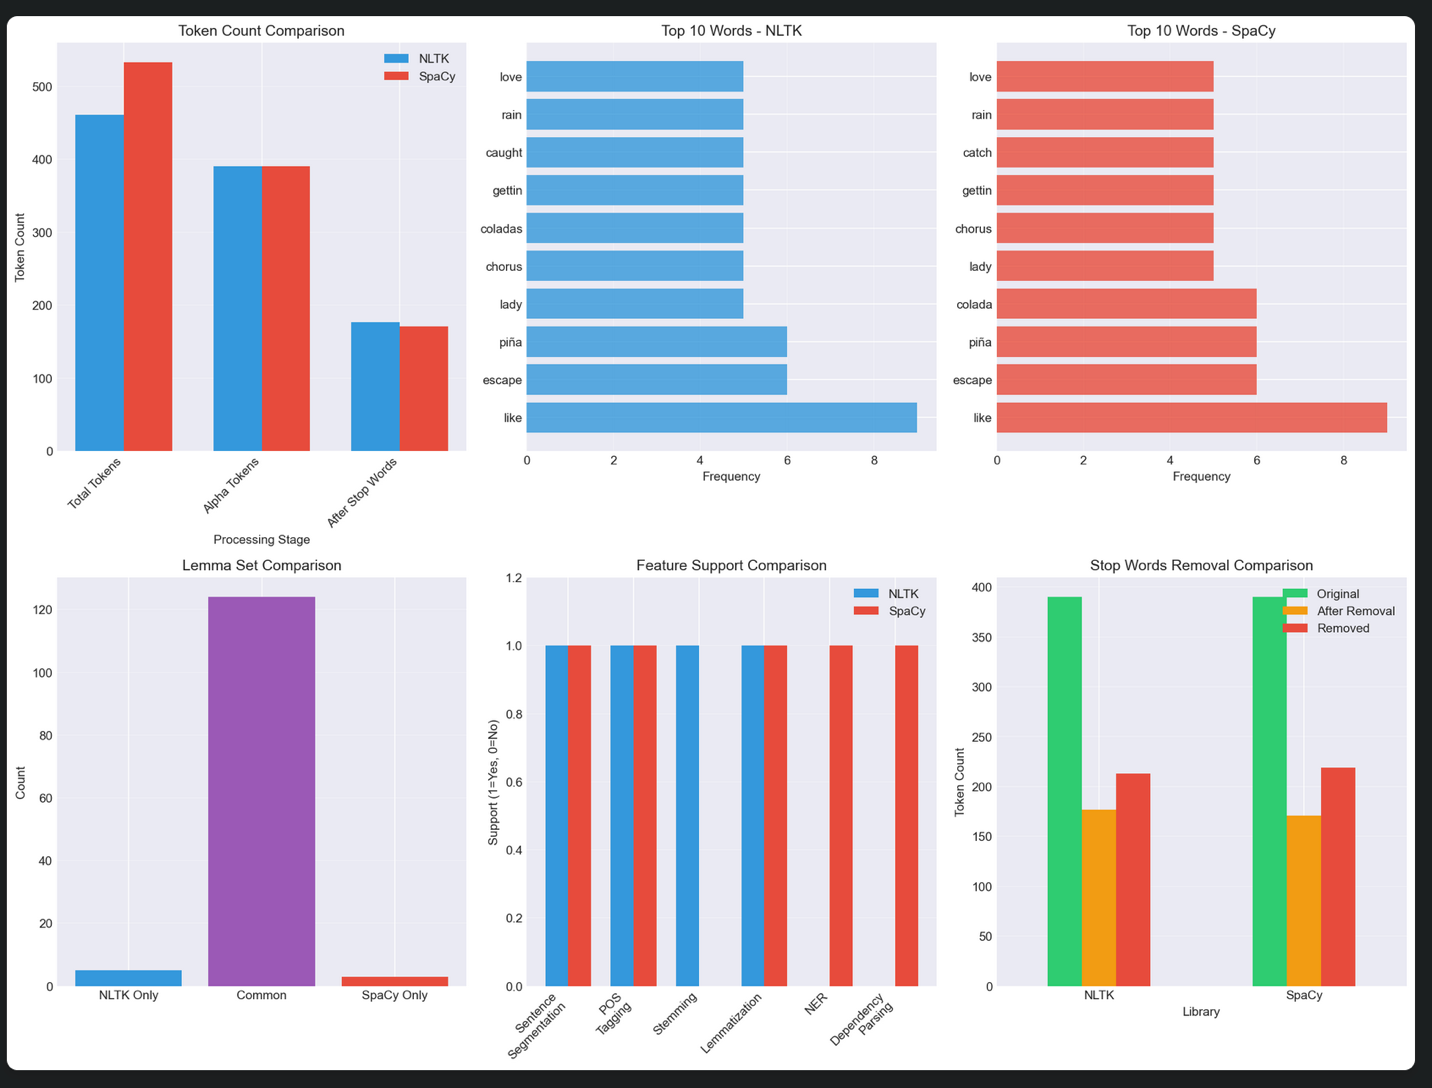 Token Count Comparison
NLTK
SpaCy
500
400
300
200
100
0
Token Count
Total Tokens
Alpha Tokens
After Stop Words
Processing Stage
Top 10 Words - NLTK
love
rain
caught
gettin
coladas
chorus
lady
piña
escape
like
0 2 4 6 8
Frequency
Top 10 Words - SpaCy
love
rain
catch
gettin
chorus
lady
colada
piña
escape
like
0 2 4 6 8
Frequency
Lemma Set Comparison
120
100
80
60
40
20
0
Count
NLTK Only Common SpaCy Only
Feature Support Comparison
NLTK
SpaCy
1.2
1.0
0.8
0.6
0.4
0.2
0.0
Support (1=Yes, 0=No)
Sentence
Segmentation
POS
Tagging
Stemming
Lemmatization
NER
Dependency
Parsing
Stop Words Removal Comparison
Original
After Removal
Removed
400
350
300
250
200
150
100
50
0
Token Count
NLTK SpaCy
Library